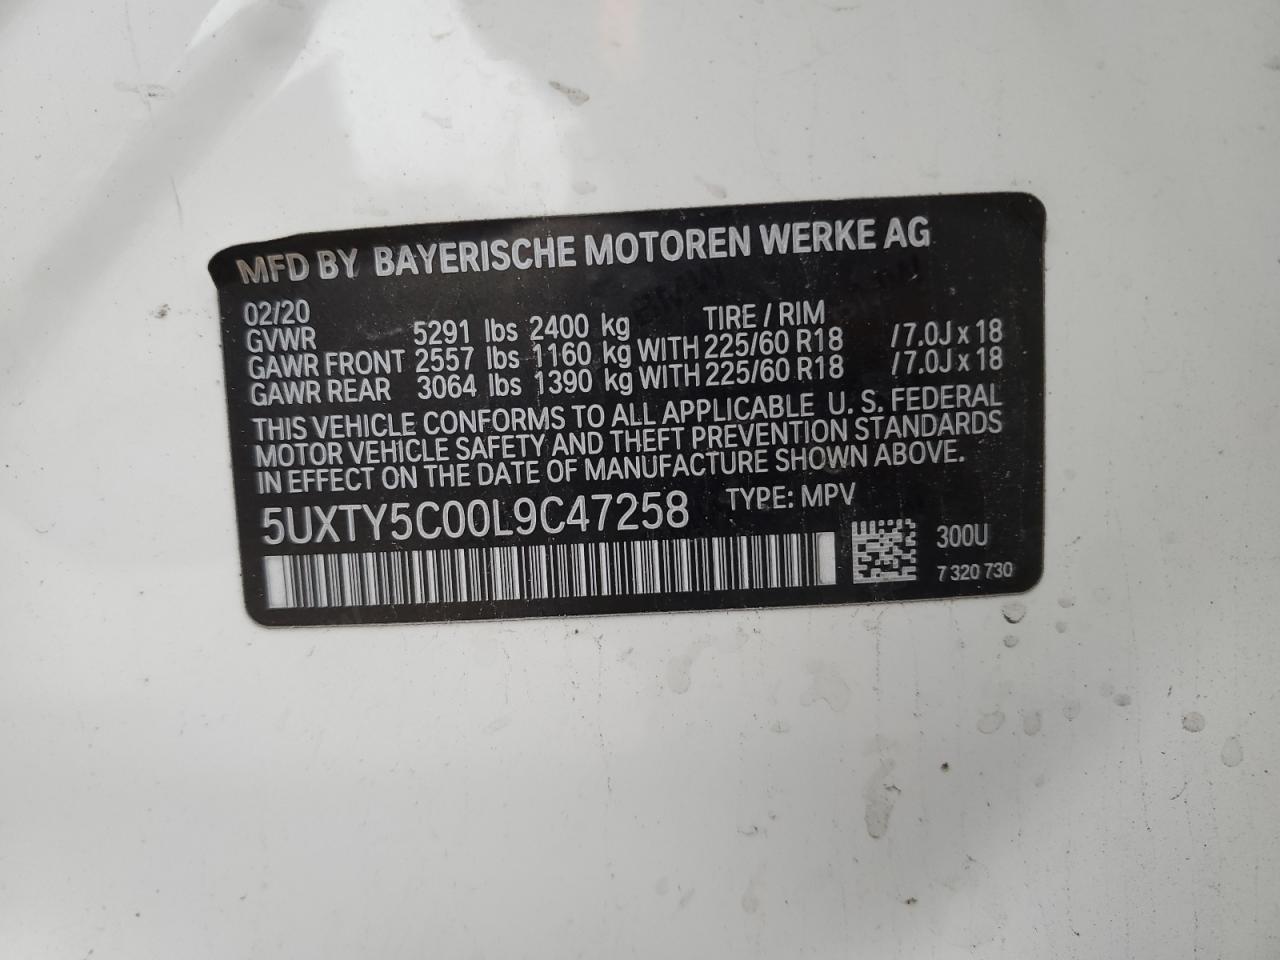 MFD BY BAYERISCHE MOTOREN WERKE AG
02/20 TIRE / RIM
GVWR 5291 lbs 2400 kg
GAWR FRONT 2557 lbs 1160 kg WITH 225/60 R18 /7.0J x 18
GAWR REAR 3064 lbs 1390 kg WITH 225/60 R18 /7.0J x 18
THIS VEHICLE CONFORMS TO ALL APPLICABLE U. S. FEDERAL
MOTOR VEHICLE SAFETY AND THEFT PREVENTION STANDARDS
IN EFFECT ON THE DATE OF MANUFACTURE SHOWN ABOVE.
5UXTY5C00L9C47258 TYPE: MPV
300U
7 320 730